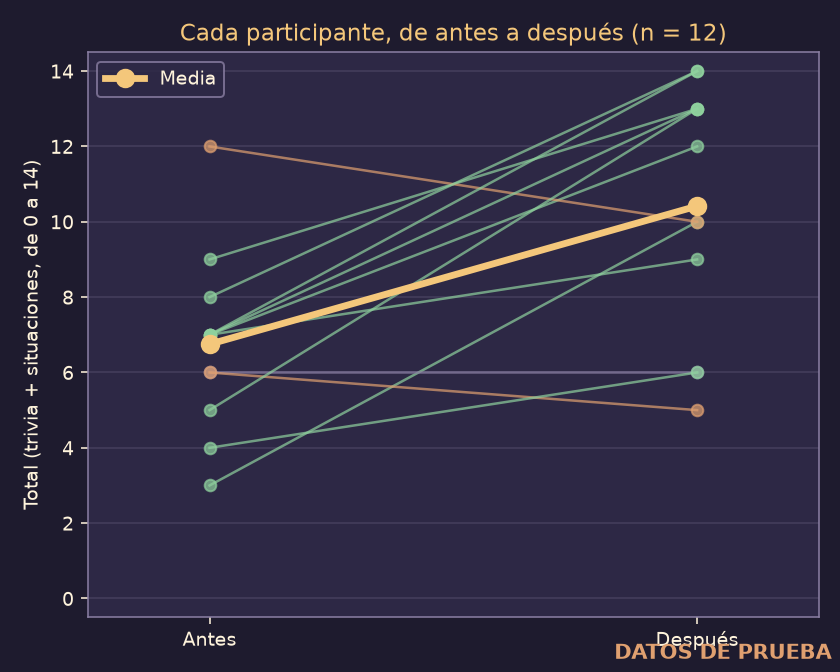 Cada participante, de antes a después (n = 12)
Media
Total (trivia + situaciones, de 0 a 14)
14
12
10
8
6
4
2
0
Antes
Después
DATOS DE PRUEBA